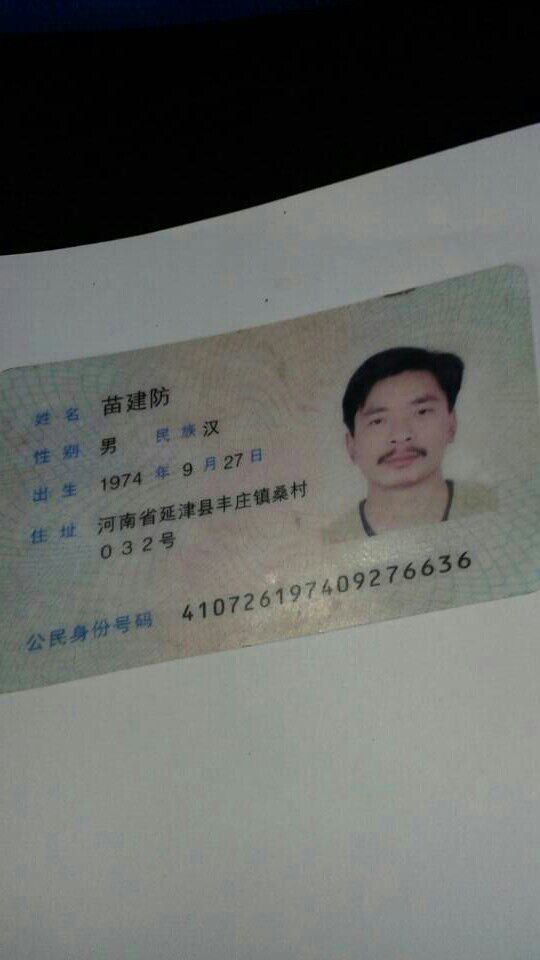 姓名 苗建防
性别 男 民族 汉
出生 1974 年 9 月 27 日
住址 河南省延津县丰庄镇桑村
032号
公民身份号码 410726197409276636